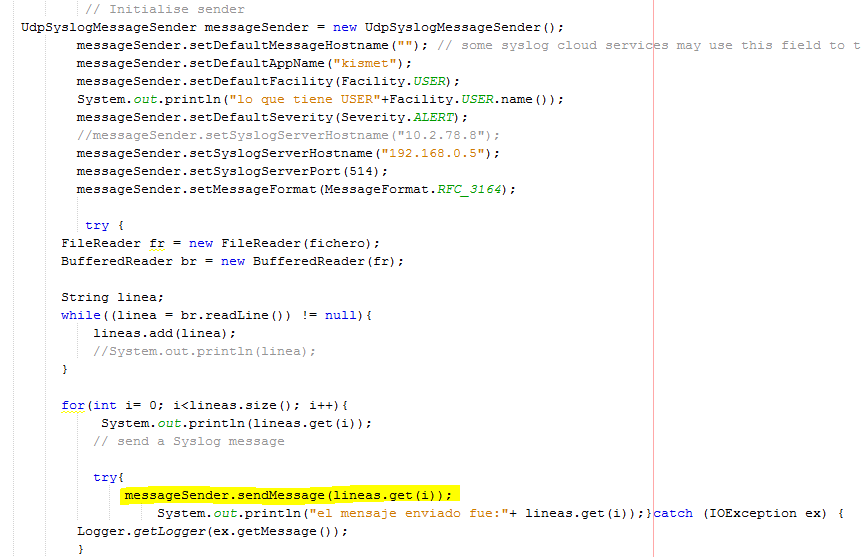 // Initialise sender
UdpSyslogMessageSender messageSender = new UdpSyslogMessageSender();
messageSender.setDefaultMessageHostname(""); // some syslog cloud services may use this field to t
messageSender.setDefaultAppName("kismet");
messageSender.setDefaultFacility(Facility.USER);
System.out.println("lo que tiene USER"+Facility.USER.name());
messageSender.setDefaultSeverity(Severity.ALERT);
//messageSender.setSyslogServerHostname("10.2.78.8");
messageSender.setSyslogServerHostname("192.168.0.5");
messageSender.setSyslogServerPort(514);
messageSender.setMessageFormat(MessageFormat.RFC_3164);
try {
FileReader fr = new FileReader(fichero);
BufferedReader br = new BufferedReader(fr);
String linea;
while((linea = br.readLine()) != null){
lineas.add(linea);
//System.out.println(linea);
}
for(int i= 0; i<lineas.size(); i++){
System.out.println(lineas.get(i));
// send a Syslog message
try{
messageSender.sendMessage(lineas.get(i));
System.out.println("el mensaje enviado fue:"+ lineas.get(i));}catch (IOException ex) {
Logger.getLogger(ex.getMessage());
}